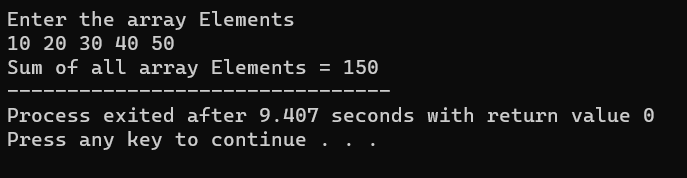 Enter the array Elements
10 20 30 40 50
Sum of all array Elements = 150
--------------------------------
Process exited after 9.407 seconds with return value 0
Press any key to continue . . .